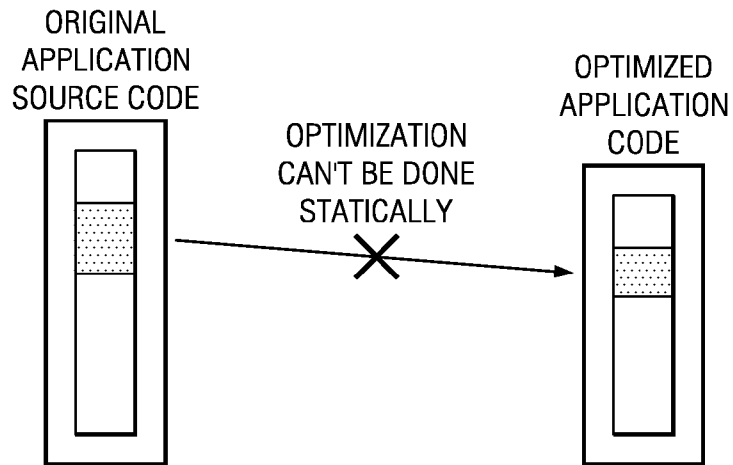 ORIGINAL
APPLICATION
SOURCE CODE
OPTIMIZATION
CAN'T BE DONE
STATICALLY
OPTIMIZED
APPLICATION
CODE